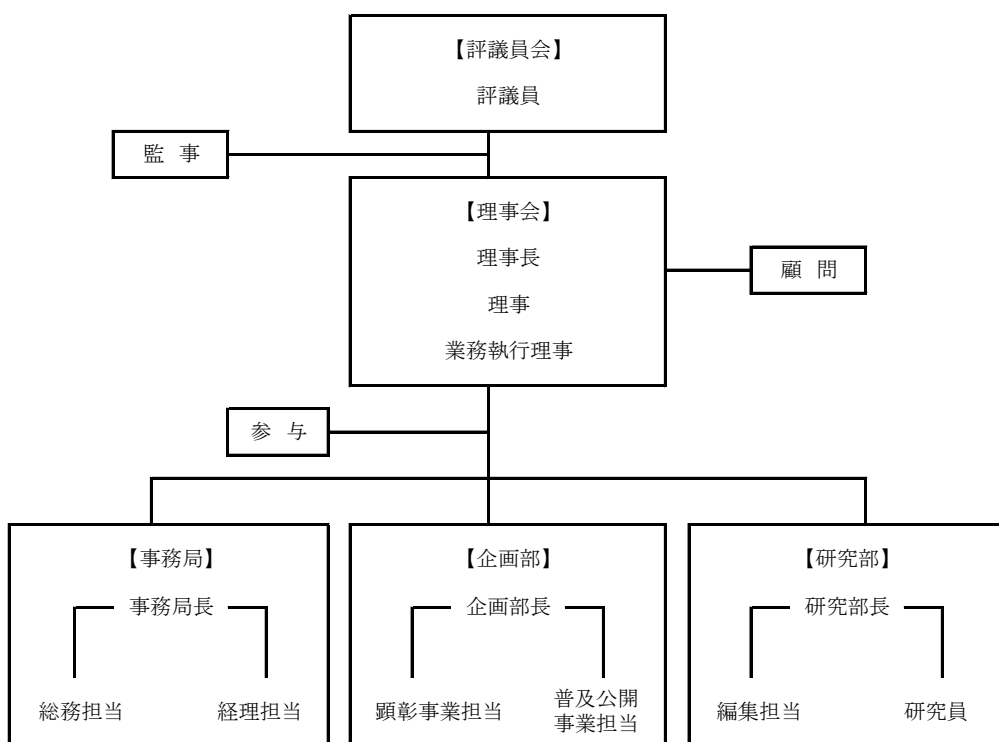 【評議員会】
評議員
監 事
【理事会】
理事長
理事
業務執行理事
顧 問
参 与
【事務局】
事務局長
総務担当
経理担当
【企画部】
企画部長
顕彰事業担当
普及公開
事業担当
【研究部】
研究部長
編集担当
研究員